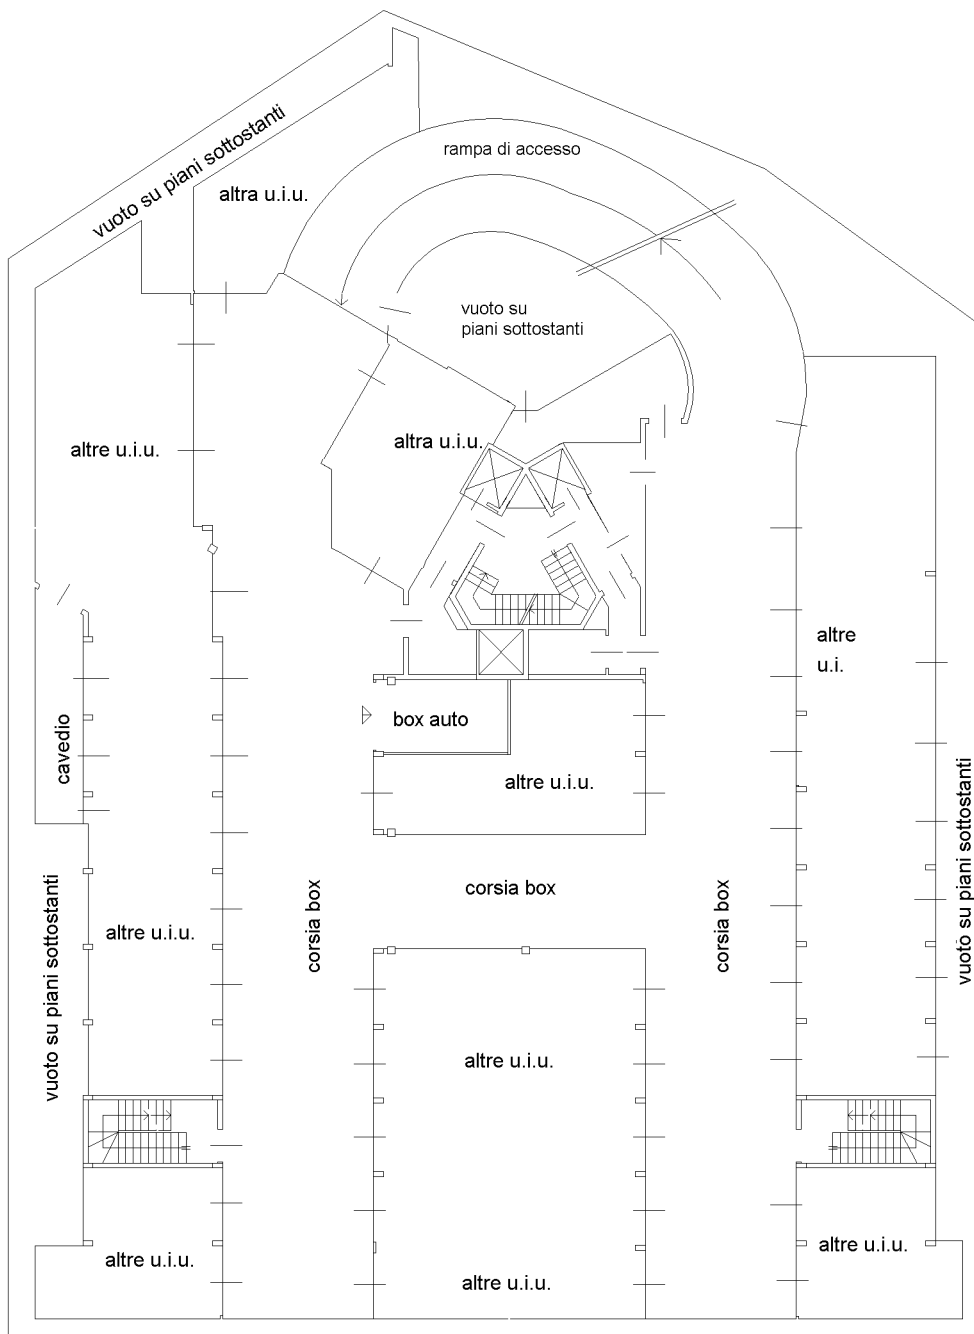 vuoto su piani sottostanti
rampa di accesso
altra u.i.u.
vuoto su
piani sottostanti
altre u.i.u.
altra u.i.u.
altre
u.i.
box auto
cavedio
altre u.i.u.
vuoto su piani sottostanti
corsia box
corsia box
corsia box
vuoto su piani sottostanti
altre u.i.u.
altre u.i.u.
altre u.i.u.
altre u.i.u.
altre u.i.u.